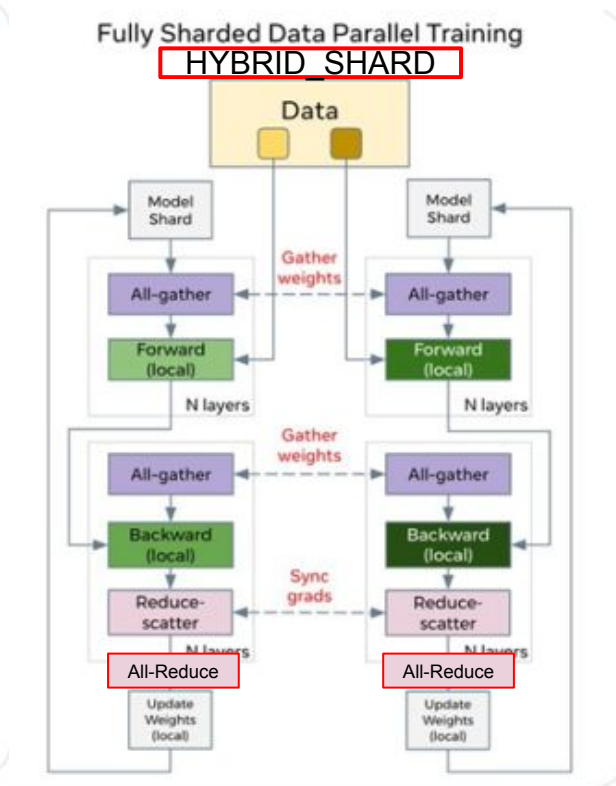 Fully Sharded Data Parallel Training
HYBRID_SHARD
Data
Model
Shard
Model
Shard
Gather
weights
All-gather
All-gather
Forward
(local)
Forward
(local)
N layers
N layers
Gather
weights
All-gather
All-gather
Backward
(local)
Backward
(local)
Sync
grads
Reduce-
scatter
Reduce-
scatter
N layers
N layers
All-Reduce
All-Reduce
Update
Weights
(local)
Update
Weights
(local)